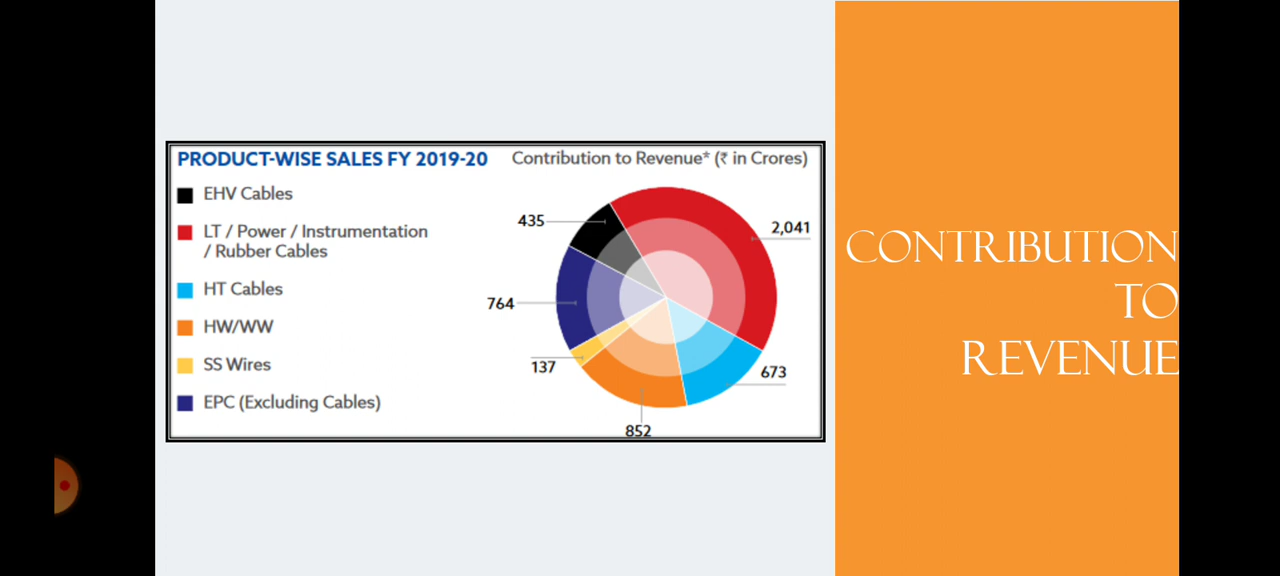 PRODUCT-WISE SALES FY 2019-20
Contribution to Revenue* (₹ in Crores)
EHV Cables
LT / Power / Instrumentation
/ Rubber Cables
HT Cables
HW/WW
SS Wires
EPC (Excluding Cables)
435
2,041
764
137
673
852
CONTRIBUTION
TO
REVENUE